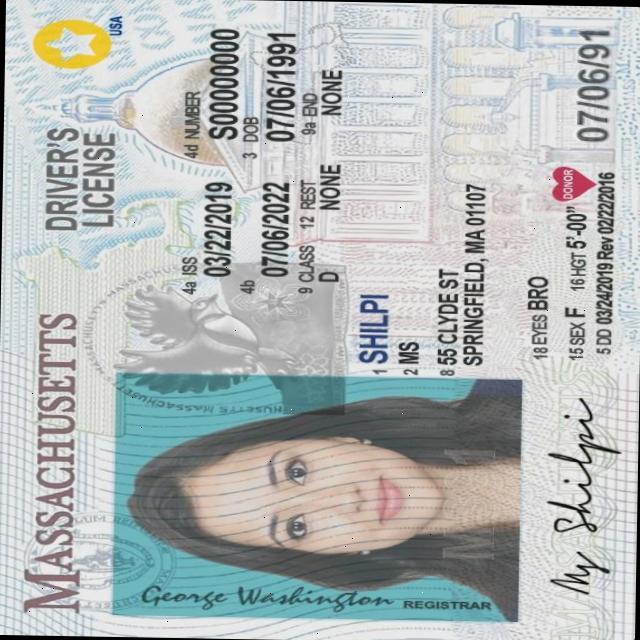 MASSACHUSETTS
DRIVER'S
LICENSE
USA
4a ISS
03/22/2019
4d NUMBER
S00000000
4b
07/06/2022
3 DOB
07/06/1991
9 CLASS
D
12 REST
NONE
9a END
NONE
1 SHILPI
2 MS
8 55 CLYDE ST
SPRINGFIELD, MA 01107
18 EYES BRO
15 SEX F 16 HGT 5'-00"
5 DD 03/24/2019 Rev 02/22/2016
DONOR
07/06/91
George Washington REGISTRAR
My Shilpi